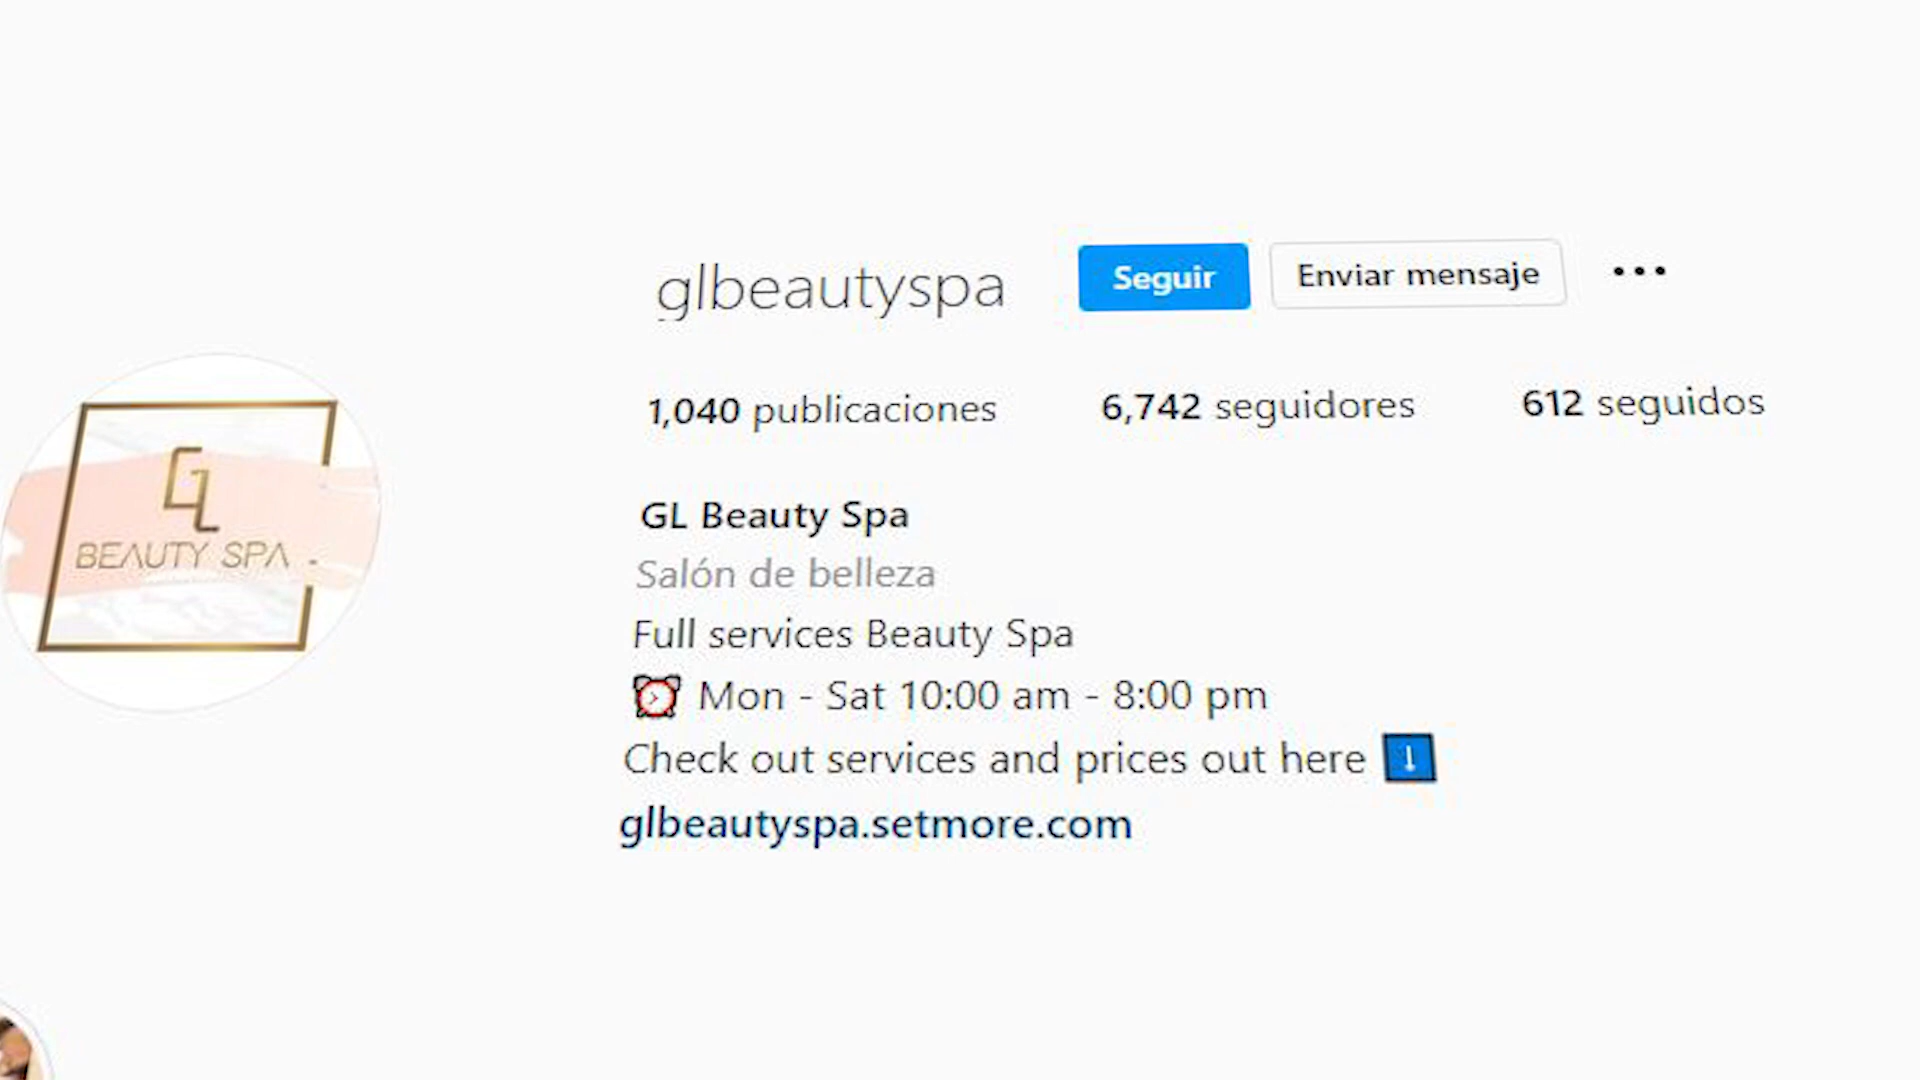 glbeautyspa Seguir Enviar mensaje
1,040 publicaciones 6,742 seguidores 612 seguidos
GL
BEAUTY SPA
GL Beauty Spa
Salón de belleza
Full services Beauty Spa
Mon - Sat 10:00 am - 8:00 pm
Check out services and prices out here
glbeautyspa.setmore.com